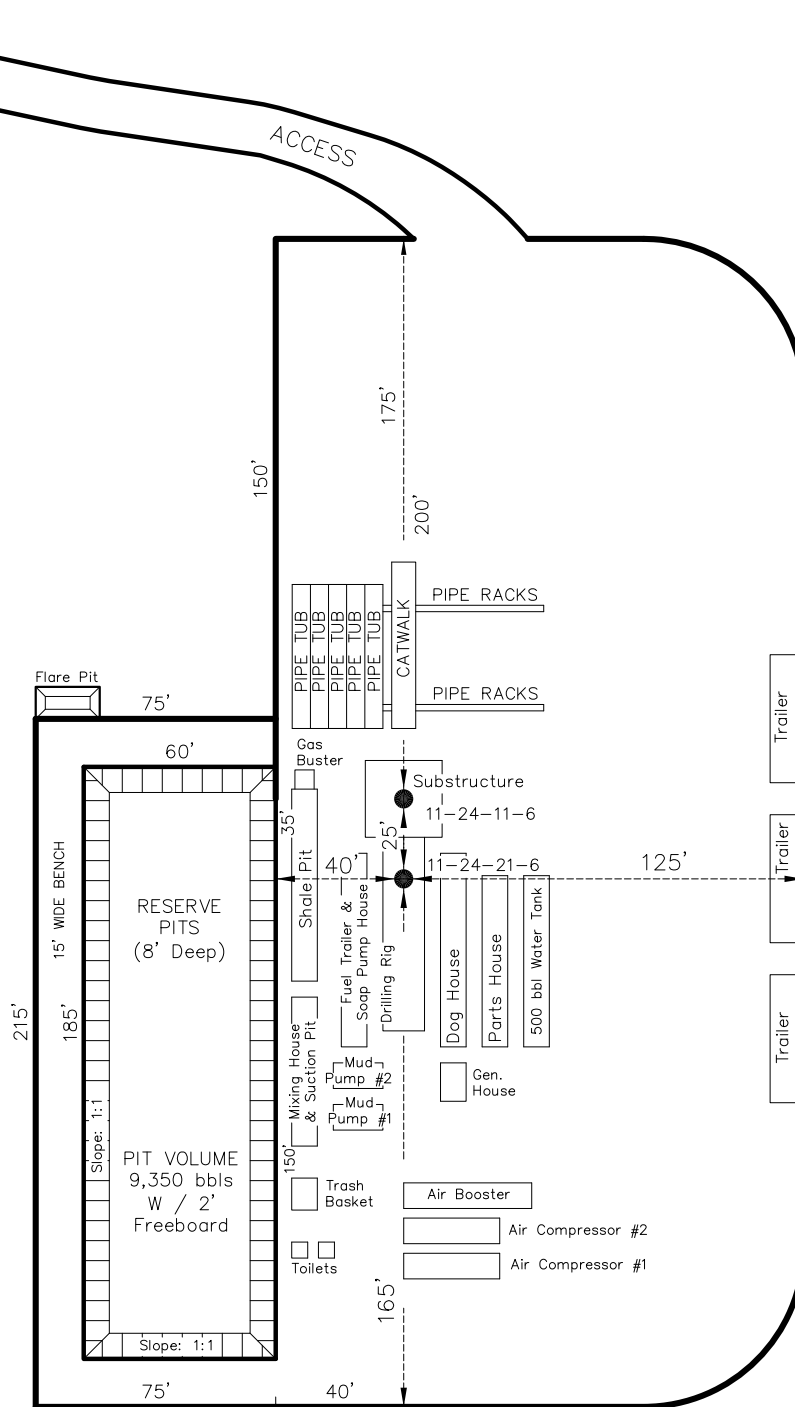 ACCESS
175'
150'
200'
PIPE RACKS
PIPE TUB
PIPE TUB
PIPE TUB
PIPE TUB
PIPE TUB
CATWALK
PIPE RACKS
Trailer
Flare Pit
75'
60'
Gas
Buster
Substructure
11-24-11-6
35'
25'
Shale Pit
40'
11-24-21-6
125'
Trailer
15' WIDE BENCH
RESERVE
PITS
(8' Deep)
Fuel Trailer &
Soap Pump House
Drilling Rig
Dog House
Parts House
500 bbl Water Tank
Trailer
215'
185'
Mixing House
& Suction Pit
Mud
Pump #2
Gen.
House
Mud
Pump #1
Slope: 1:1
150'
PIT VOLUME
9,350 bbls
W / 2'
Freeboard
Trash
Basket
Air Booster
Air Compressor #2
Toilets
Air Compressor #1
165'
Slope: 1:1
75'
40'